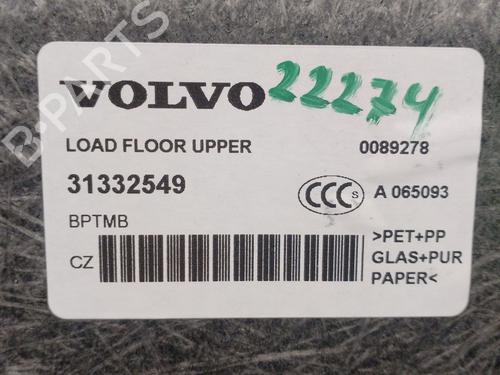 B-PARTS
VOLVO 22274
LOAD FLOOR UPPER 0089278
31332549 CCC S A 065093
BPTMB >PET+PP
CZ GLAS+PUR
PAPER<